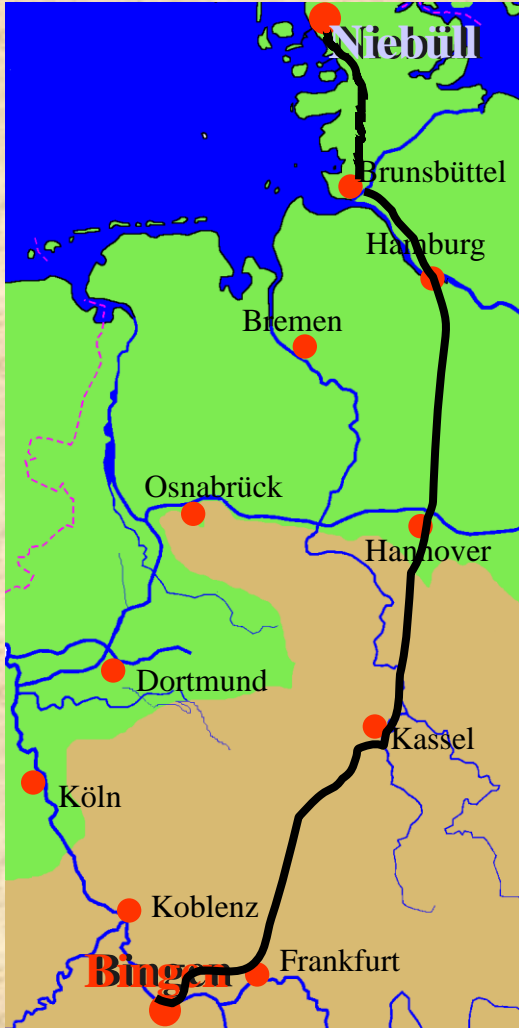 Niebüll
Brunsbüttel
Hamburg
Bremen
Osnabrück
Hannover
Dortmund
Kassel
Köln
Koblenz
Frankfurt
Bingen